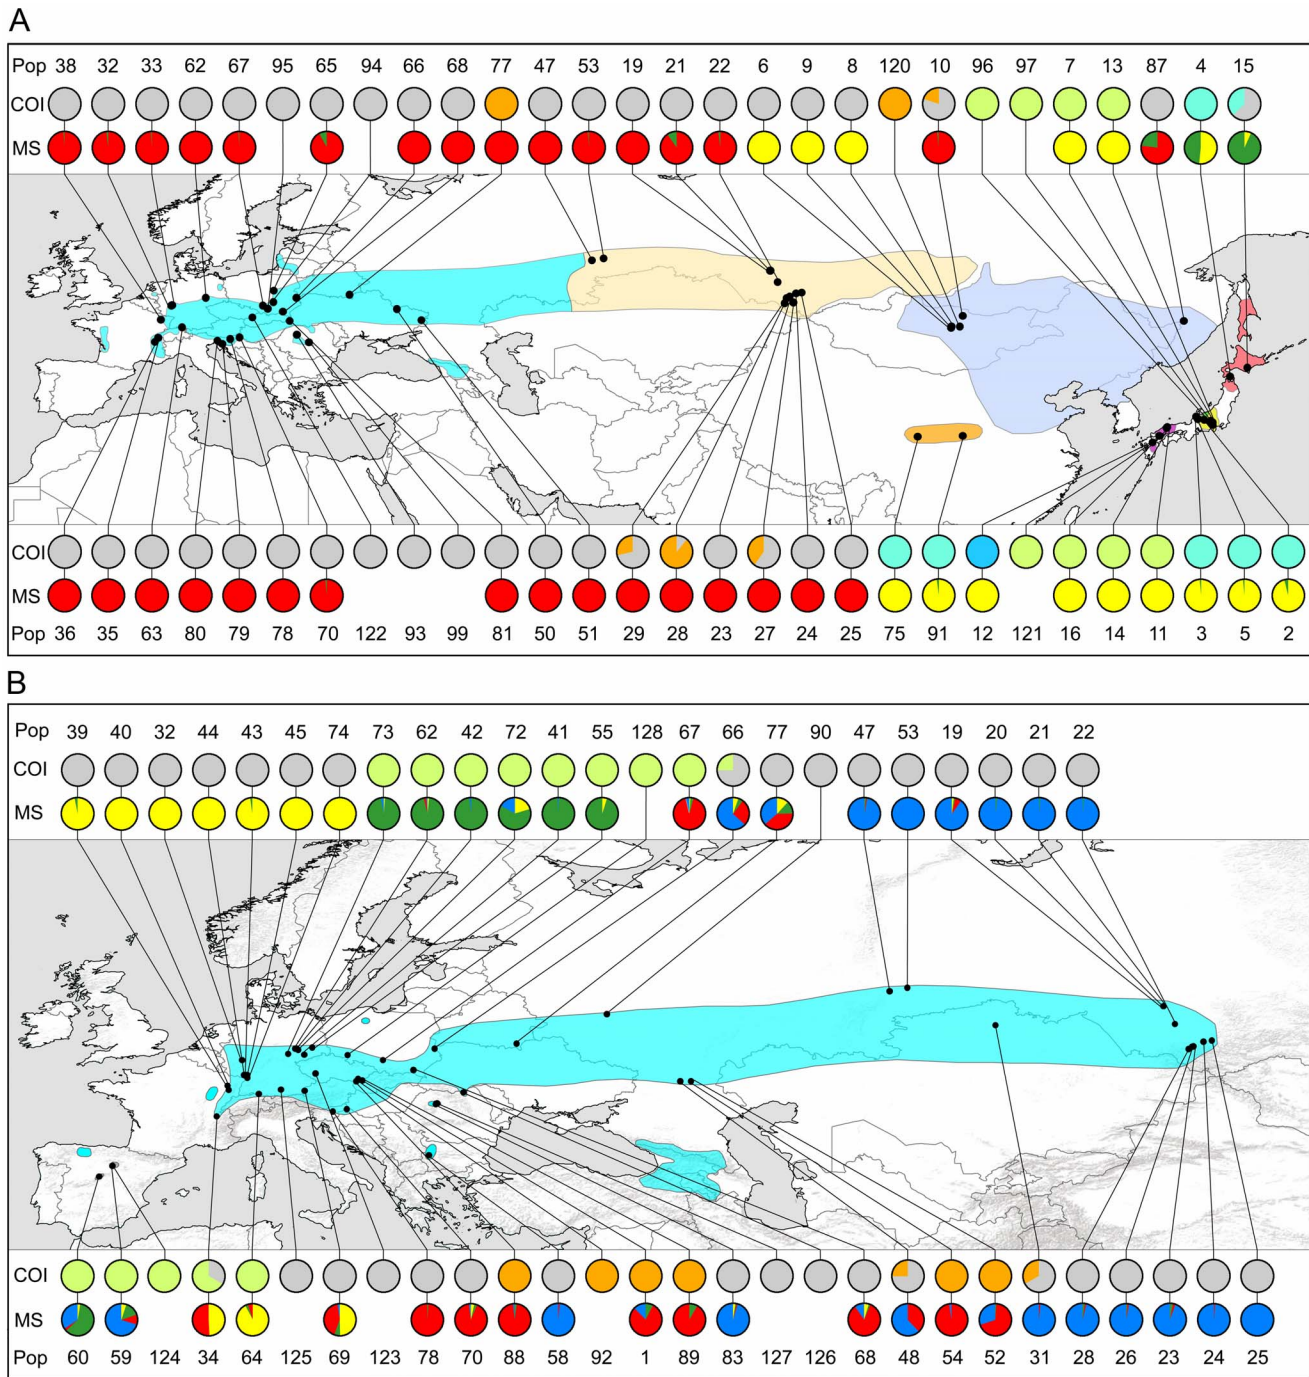 A
Pop 38 32 33 62 67 95 65 94 66 68 77 47 53 19 21 22 6 9 8 120 10 96 97 7 13 87 4 15
COI
MS
COI
MS
Pop 36 35 63 80 79 78 70 122 93 99 81 50 51 29 28 23 27 24 25 75 91 12 121 16 14 11 3 5 2
B
Pop 39 40 32 44 43 45 74 73 62 42 72 41 55 128 67 66 77 90 47 53 19 20 21 22
COI
MS
COI
MS
Pop 60 59 124 34 64 125 69 123 78 70 88 58 92 1 89 83 127 126 68 48 54 52 31 28 26 23 24 25